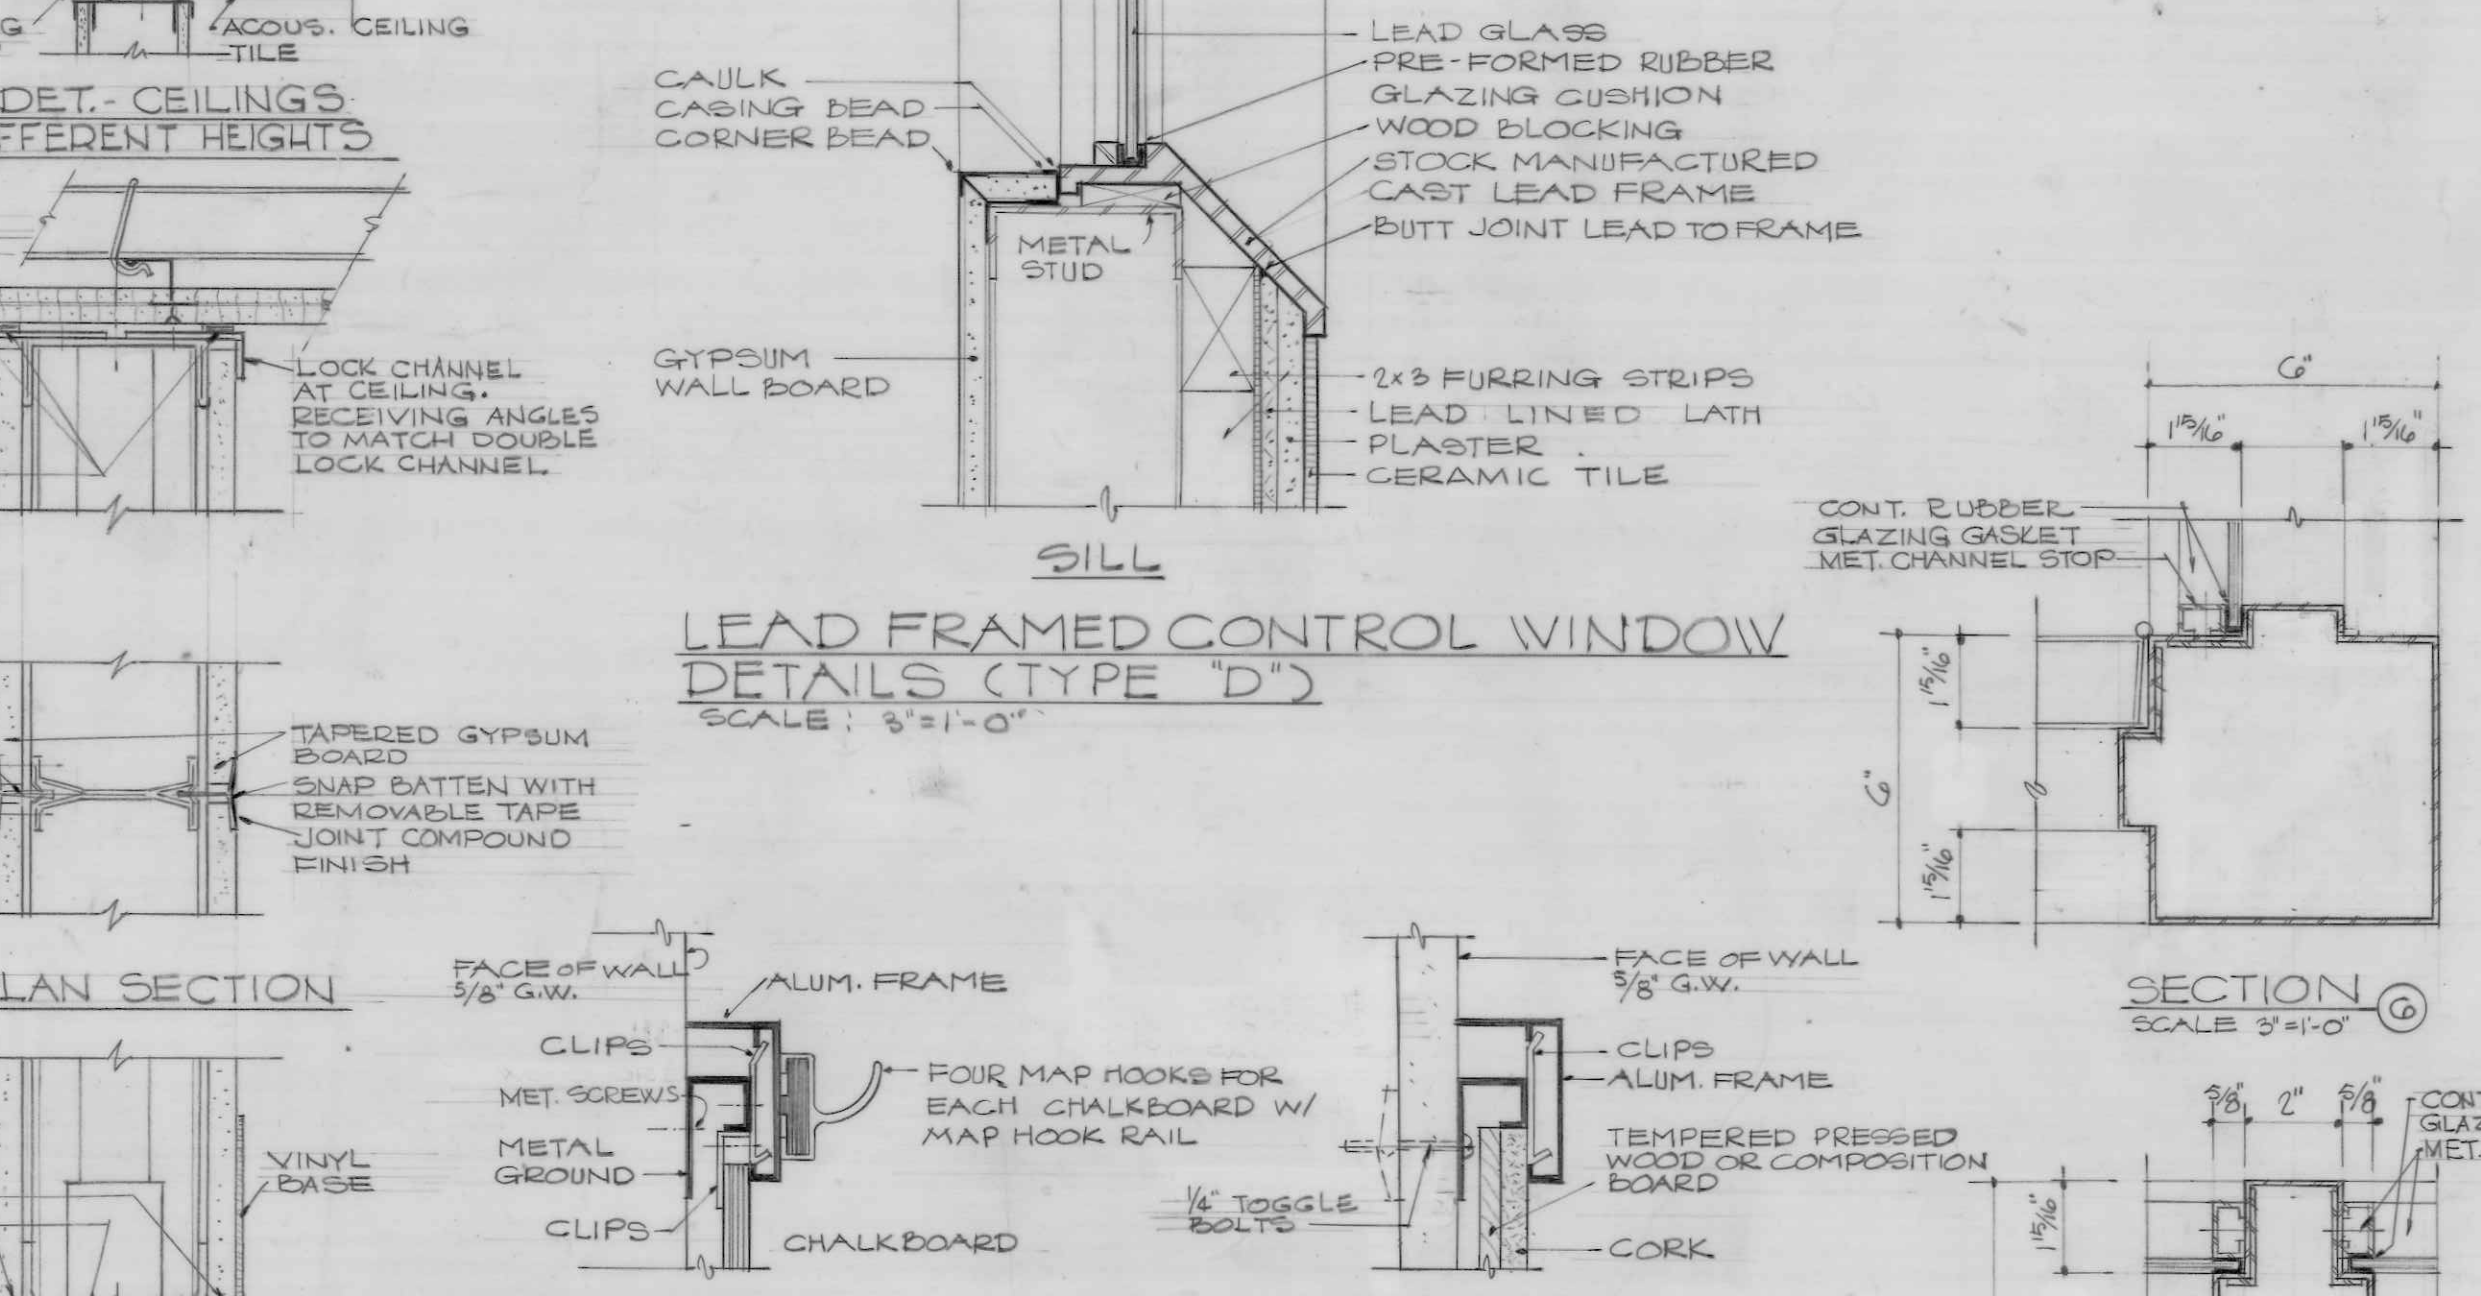 G
ACOUS. CEILING
TILE
DET.- CEILINGS
FFERENT HEIGHTS
LOCK CHANNEL
AT CEILING.
RECEIVING ANGLES
TO MATCH DOUBLE
LOCK CHANNEL.
TAPERED GYPSUM
BOARD
SNAP BATTEN WITH
REMOVABLE TAPE
JOINT COMPOUND
FINISH
LAN SECTION
VINYL
BASE
CAULK
CASING BEAD
CORNER BEAD
METAL
STUD
GYPSUM
WALL BOARD
LEAD GLASS
PRE-FORMED RUBBER
GLAZING CUSHION
WOOD BLOCKING
STOCK MANUFACTURED
CAST LEAD FRAME
BUTT JOINT LEAD TO FRAME
2x3 FURRING STRIPS
LEAD LINED LATH
PLASTER
CERAMIC TILE
SILL
LEAD FRAMED CONTROL WINDOW
DETAILS (TYPE "D")
SCALE: 3"=1'-0"
FACE OF WALL
5/8" G.W.
ALUM. FRAME
CLIPS
MET. SCREWS
METAL
GROUND
CLIPS
CHALKBOARD
FOUR MAP HOOKS FOR
EACH CHALKBOARD W/
MAP HOOK RAIL
FACE OF WALL
5/8" G.W.
CLIPS
ALUM. FRAME
TEMPERED PRESSED
WOOD OR COMPOSITION
BOARD
1/4" TOGGLE
BOLTS
CORK
6"
1 15/16"
1 15/16"
CONT. RUBBER
GLAZING GASKET
MET. CHANNEL STOP
1 15/16"
6"
1 15/16"
SECTION 6
SCALE 3"=1'-0"
5/8" 2" 5/8"
CONT
GLAZ
MET.
1 15/16"